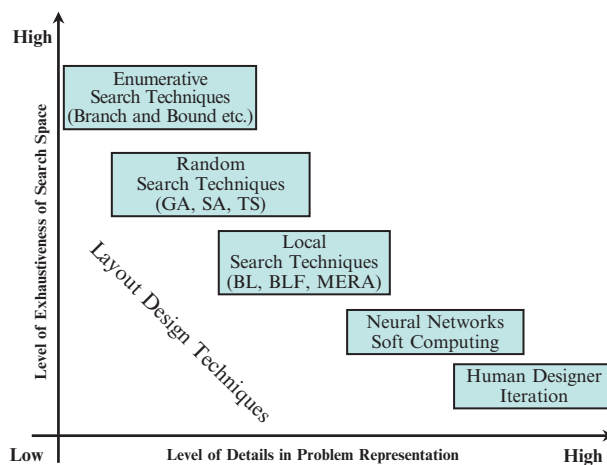 High
Enumerative
Search Techniques
(Branch and Bound etc.)
Random
Search Techniques
(GA, SA, TS)
Local
Search Techniques
(BL, BLF, MERA)
Neural Networks
Soft Computing
Human Designer
Iteration
Layout Design Techniques
Level of Exhaustiveness of Search Space
Low
Level of Details in Problem Representation
High